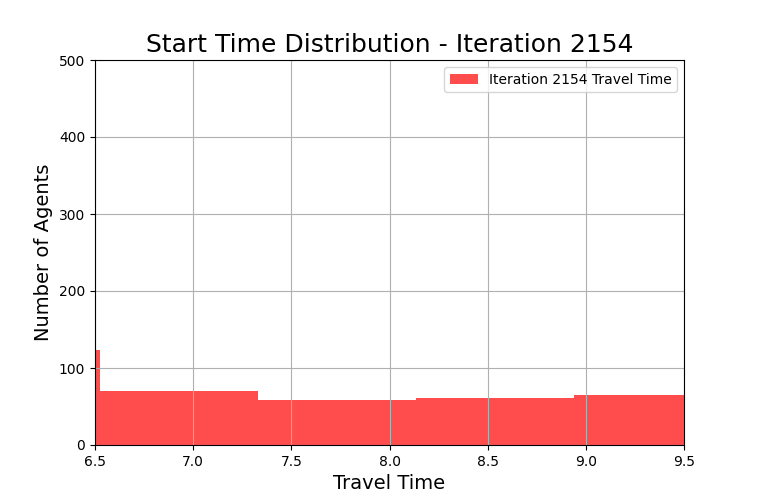 Start Time Distribution - Iteration 2154
Iteration 2154 Travel Time
Number of Agents
500
400
300
200
100
0
6.5 7.0 7.5 8.0 8.5 9.0 9.5
Travel Time